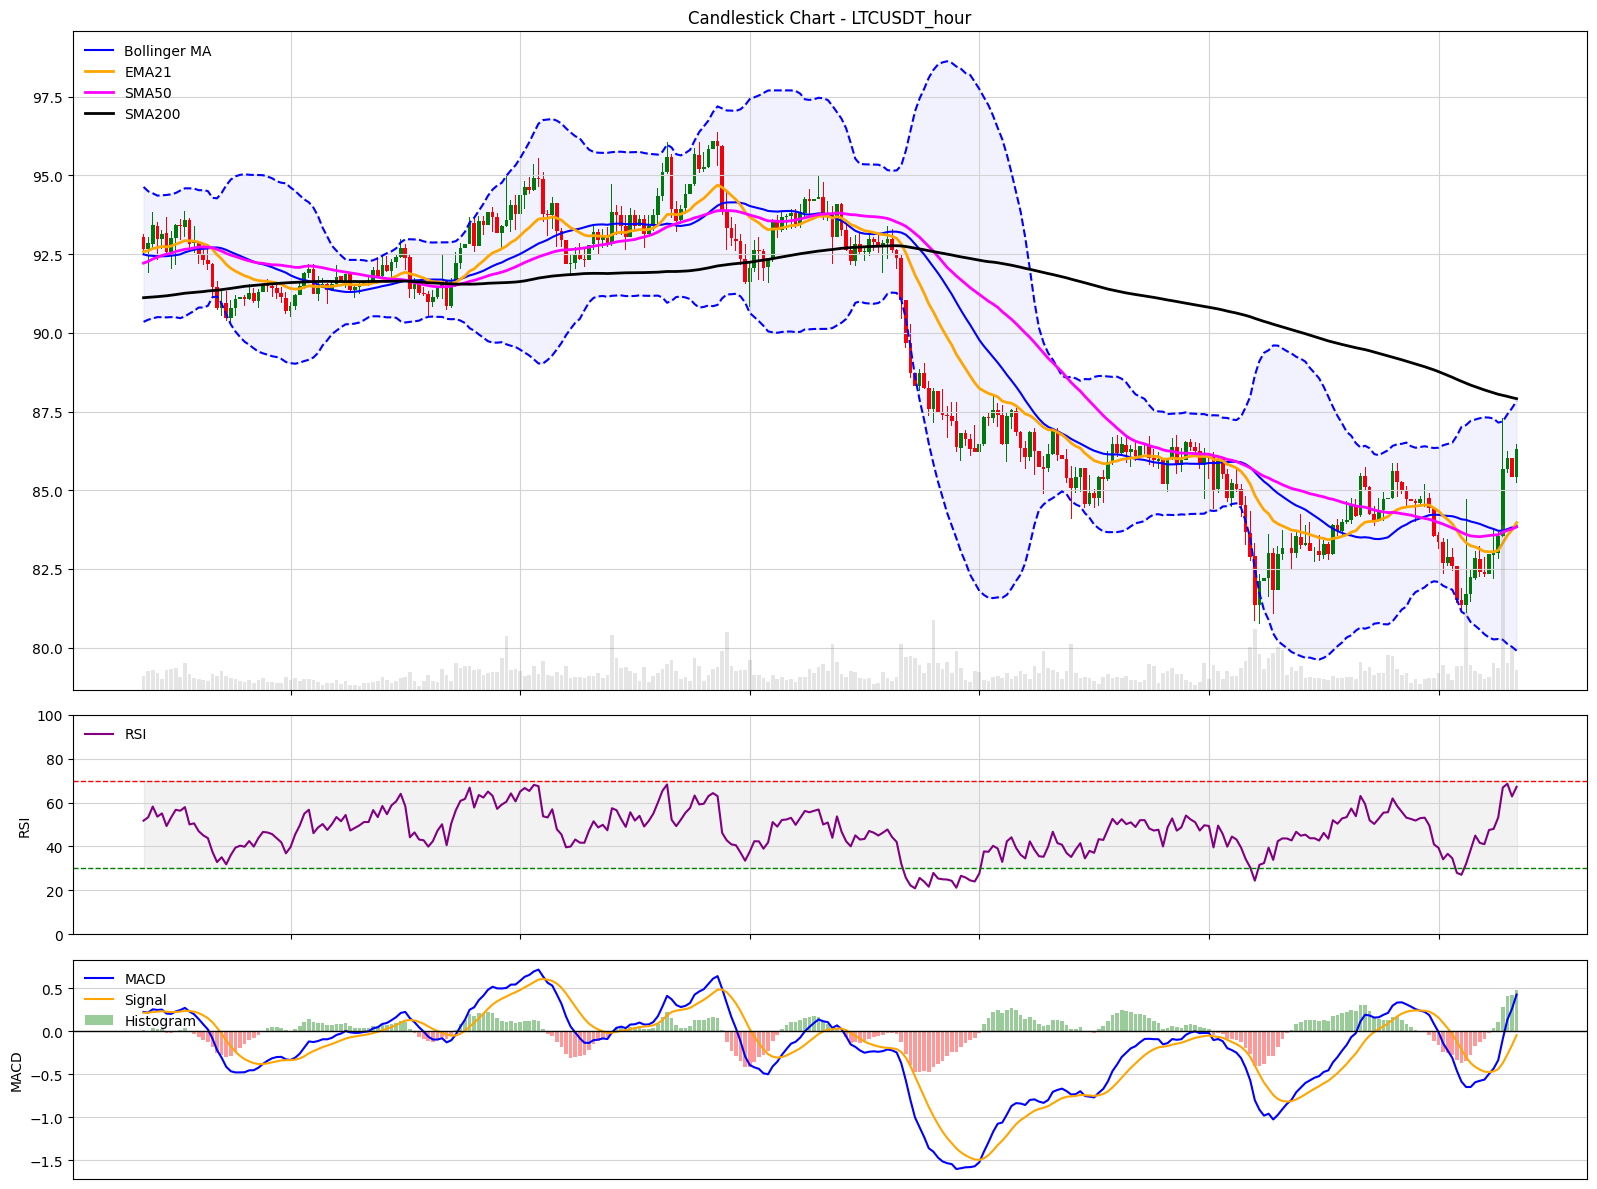 Candlestick Chart - LTCUSDT_hour
Bollinger MA
EMA21
SMA50
SMA200
97.5
95.0
92.5
90.0
87.5
85.0
82.5
80.0
RSI
100
80
60
40
20
0
RSI
MACD
Signal
Histogram
0.5
0.0
−0.5
−1.0
−1.5
MACD